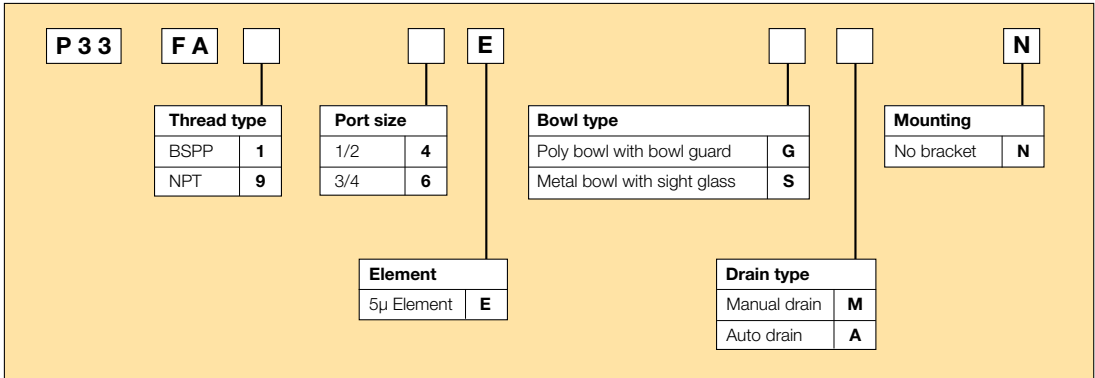 P 3 3 F A E N
Thread type
BSPP 1
NPT 9
Port size
1/2 4
3/4 6
Bowl type
Poly bowl with bowl guard G
Metal bowl with sight glass S
Mounting
No bracket N
Element
5µ Element E
Drain type
Manual drain M
Auto drain A